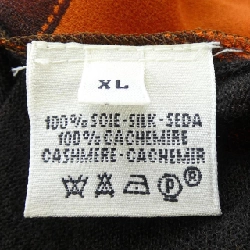 XL
100% SOIE-SILK-SEDA
100% CACHEMIRE
CASHMERE-CACHEMIR
P®